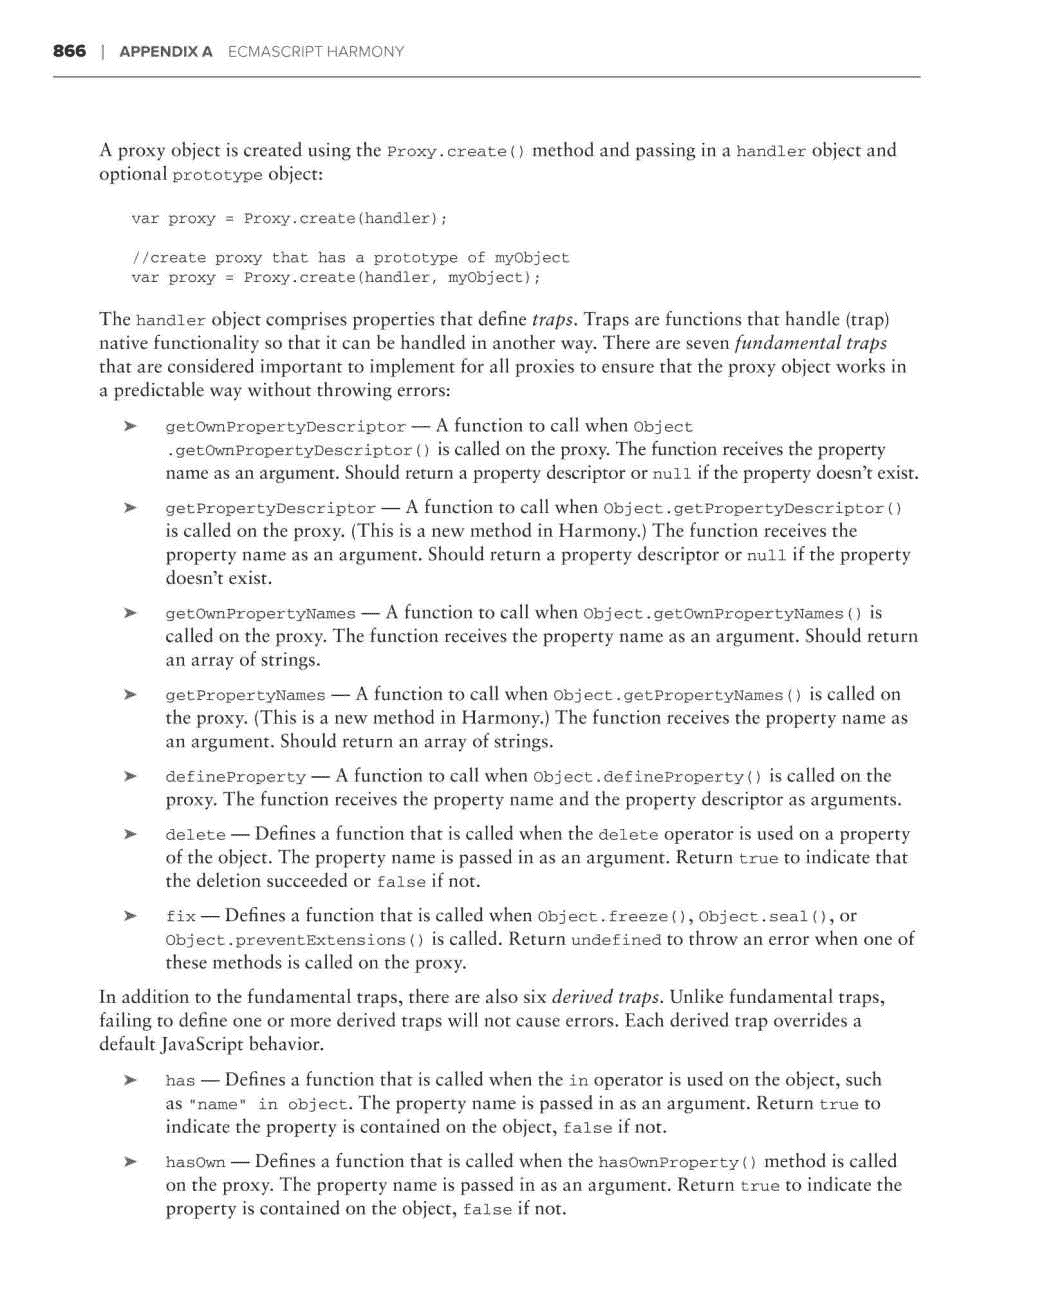 866 | APPENDIX A ECMASCRIPT HARMONY
A proxy object is created using the Proxy.create() method and passing in a handler object and
optional prototype object:
var proxy = Proxy.create(handler);
//create proxy that has a prototype of myObject
var proxy = Proxy.create(handler, myObject);
The handler object comprises properties that define traps. Traps are functions that handle (trap)
native functionality so that it can be handled in another way. There are seven fundamental traps
that are considered important to implement for all proxies to ensure that the proxy object works in
a predictable way without throwing errors:
➤ getOwnPropertyDescriptor — A function to call when Object
.getOwnPropertyDescriptor() is called on the proxy. The function receives the property
name as an argument. Should return a property descriptor or null if the property doesn't exist.
➤ getPropertyDescriptor — A function to call when Object.getPropertyDescriptor()
is called on the proxy. (This is a new method in Harmony.) The function receives the
property name as an argument. Should return a property descriptor or null if the property
doesn't exist.
➤ getOwnPropertyNames — A function to call when Object.getOwnPropertyNames() is
called on the proxy. The function receives the property name as an argument. Should return
an array of strings.
➤ getPropertyNames — A function to call when Object.getPropertyNames() is called on
the proxy. (This is a new method in Harmony.) The function receives the property name as
an argument. Should return an array of strings.
➤ defineProperty — A function to call when Object.defineProperty() is called on the
proxy. The function receives the property name and the property descriptor as arguments.
➤ delete — Defines a function that is called when the delete operator is used on a property
of the object. The property name is passed in as an argument. Return true to indicate that
the deletion succeeded or false if not.
➤ fix — Defines a function that is called when Object.freeze(), Object.seal(), or
Object.preventExtensions() is called. Return undefined to throw an error when one of
these methods is called on the proxy.
In addition to the fundamental traps, there are also six derived traps. Unlike fundamental traps,
failing to define one or more derived traps will not cause errors. Each derived trap overrides a
default JavaScript behavior.
➤ has — Defines a function that is called when the in operator is used on the object, such
as "name" in object. The property name is passed in as an argument. Return true to
indicate the property is contained on the object, false if not.
➤ hasOwn — Defines a function that is called when the hasOwnProperty() method is called
on the proxy. The property name is passed in as an argument. Return true to indicate the
property is contained on the object, false if not.